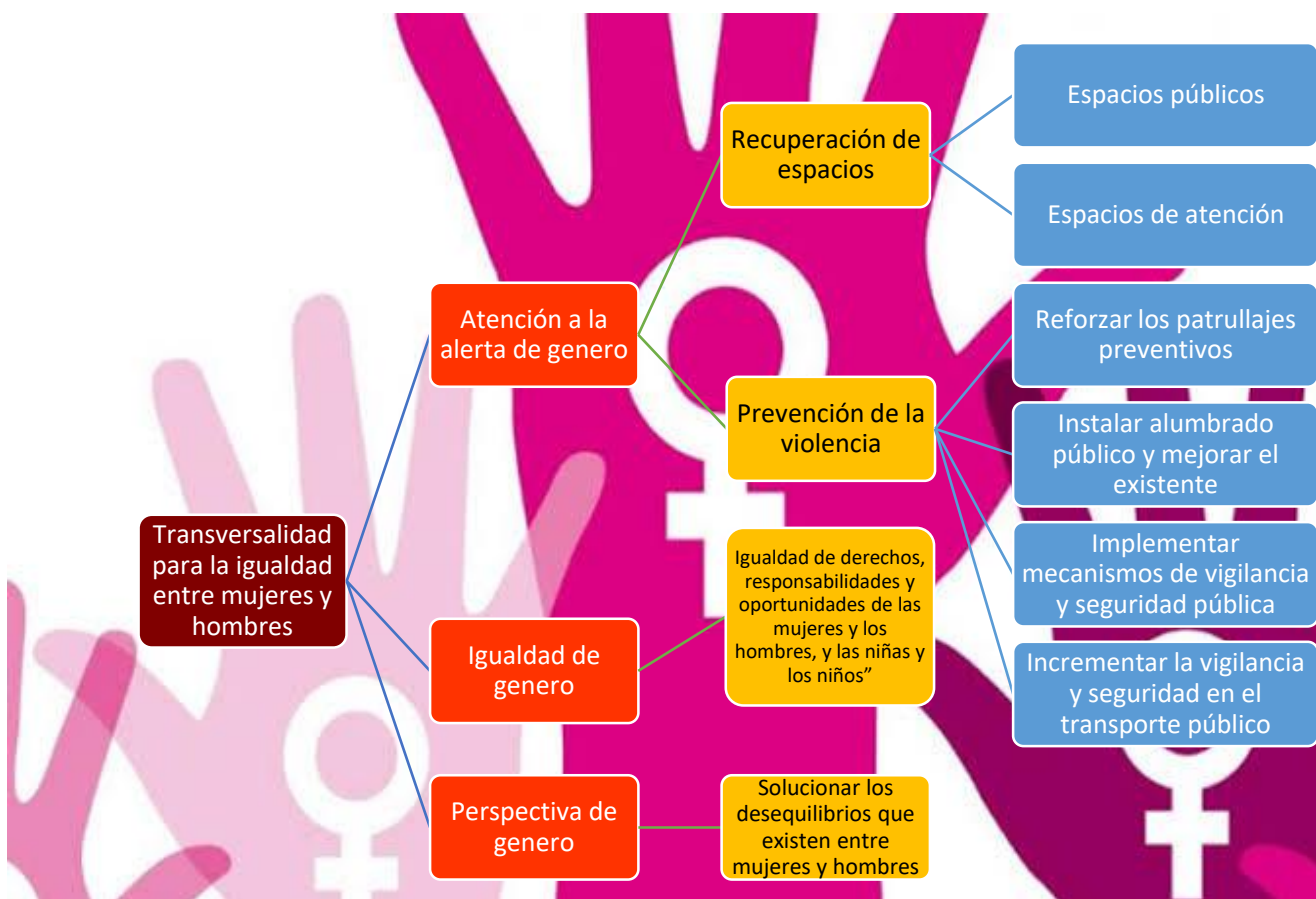 Transversalidad
para la igualdad
entre mujeres y
hombres
Atención a la
alerta de genero
Recuperación de
espacios
Espacios públicos
Espacios de atención
Prevención de la
violencia
Reforzar los patrullajes
preventivos
Instalar alumbrado
público y mejorar el
existente
Implementar
mecanismos de vigilancia
y seguridad pública
Incrementar la vigilancia
y seguridad en el
transporte público
Igualdad de
genero
Igualdad de derechos,
responsabilidades y
oportunidades de las
mujeres y los
hombres, y las niñas y
los niños”
Perspectiva de
genero
Solucionar los
desequilibrios que
existen entre
mujeres y hombres